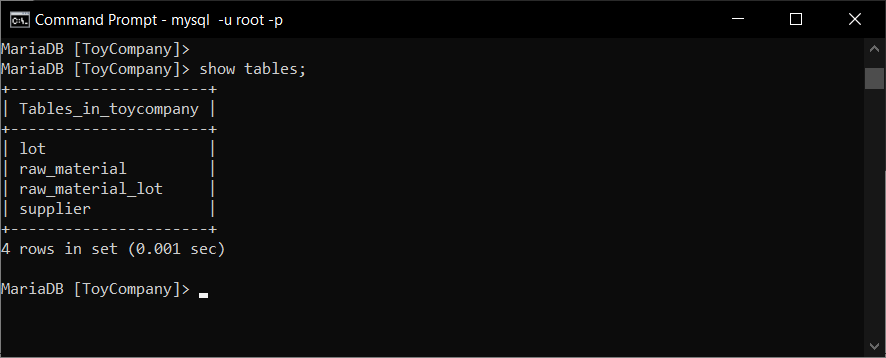 Command Prompt - mysql  -u root -p
MariaDB [ToyCompany]>
MariaDB [ToyCompany]> show tables;
+----------------------+
| Tables_in_toycompany |
+----------------------+
| lot                  |
| raw_material         |
| raw_material_lot     |
| supplier             |
+----------------------+
4 rows in set (0.001 sec)
MariaDB [ToyCompany]>